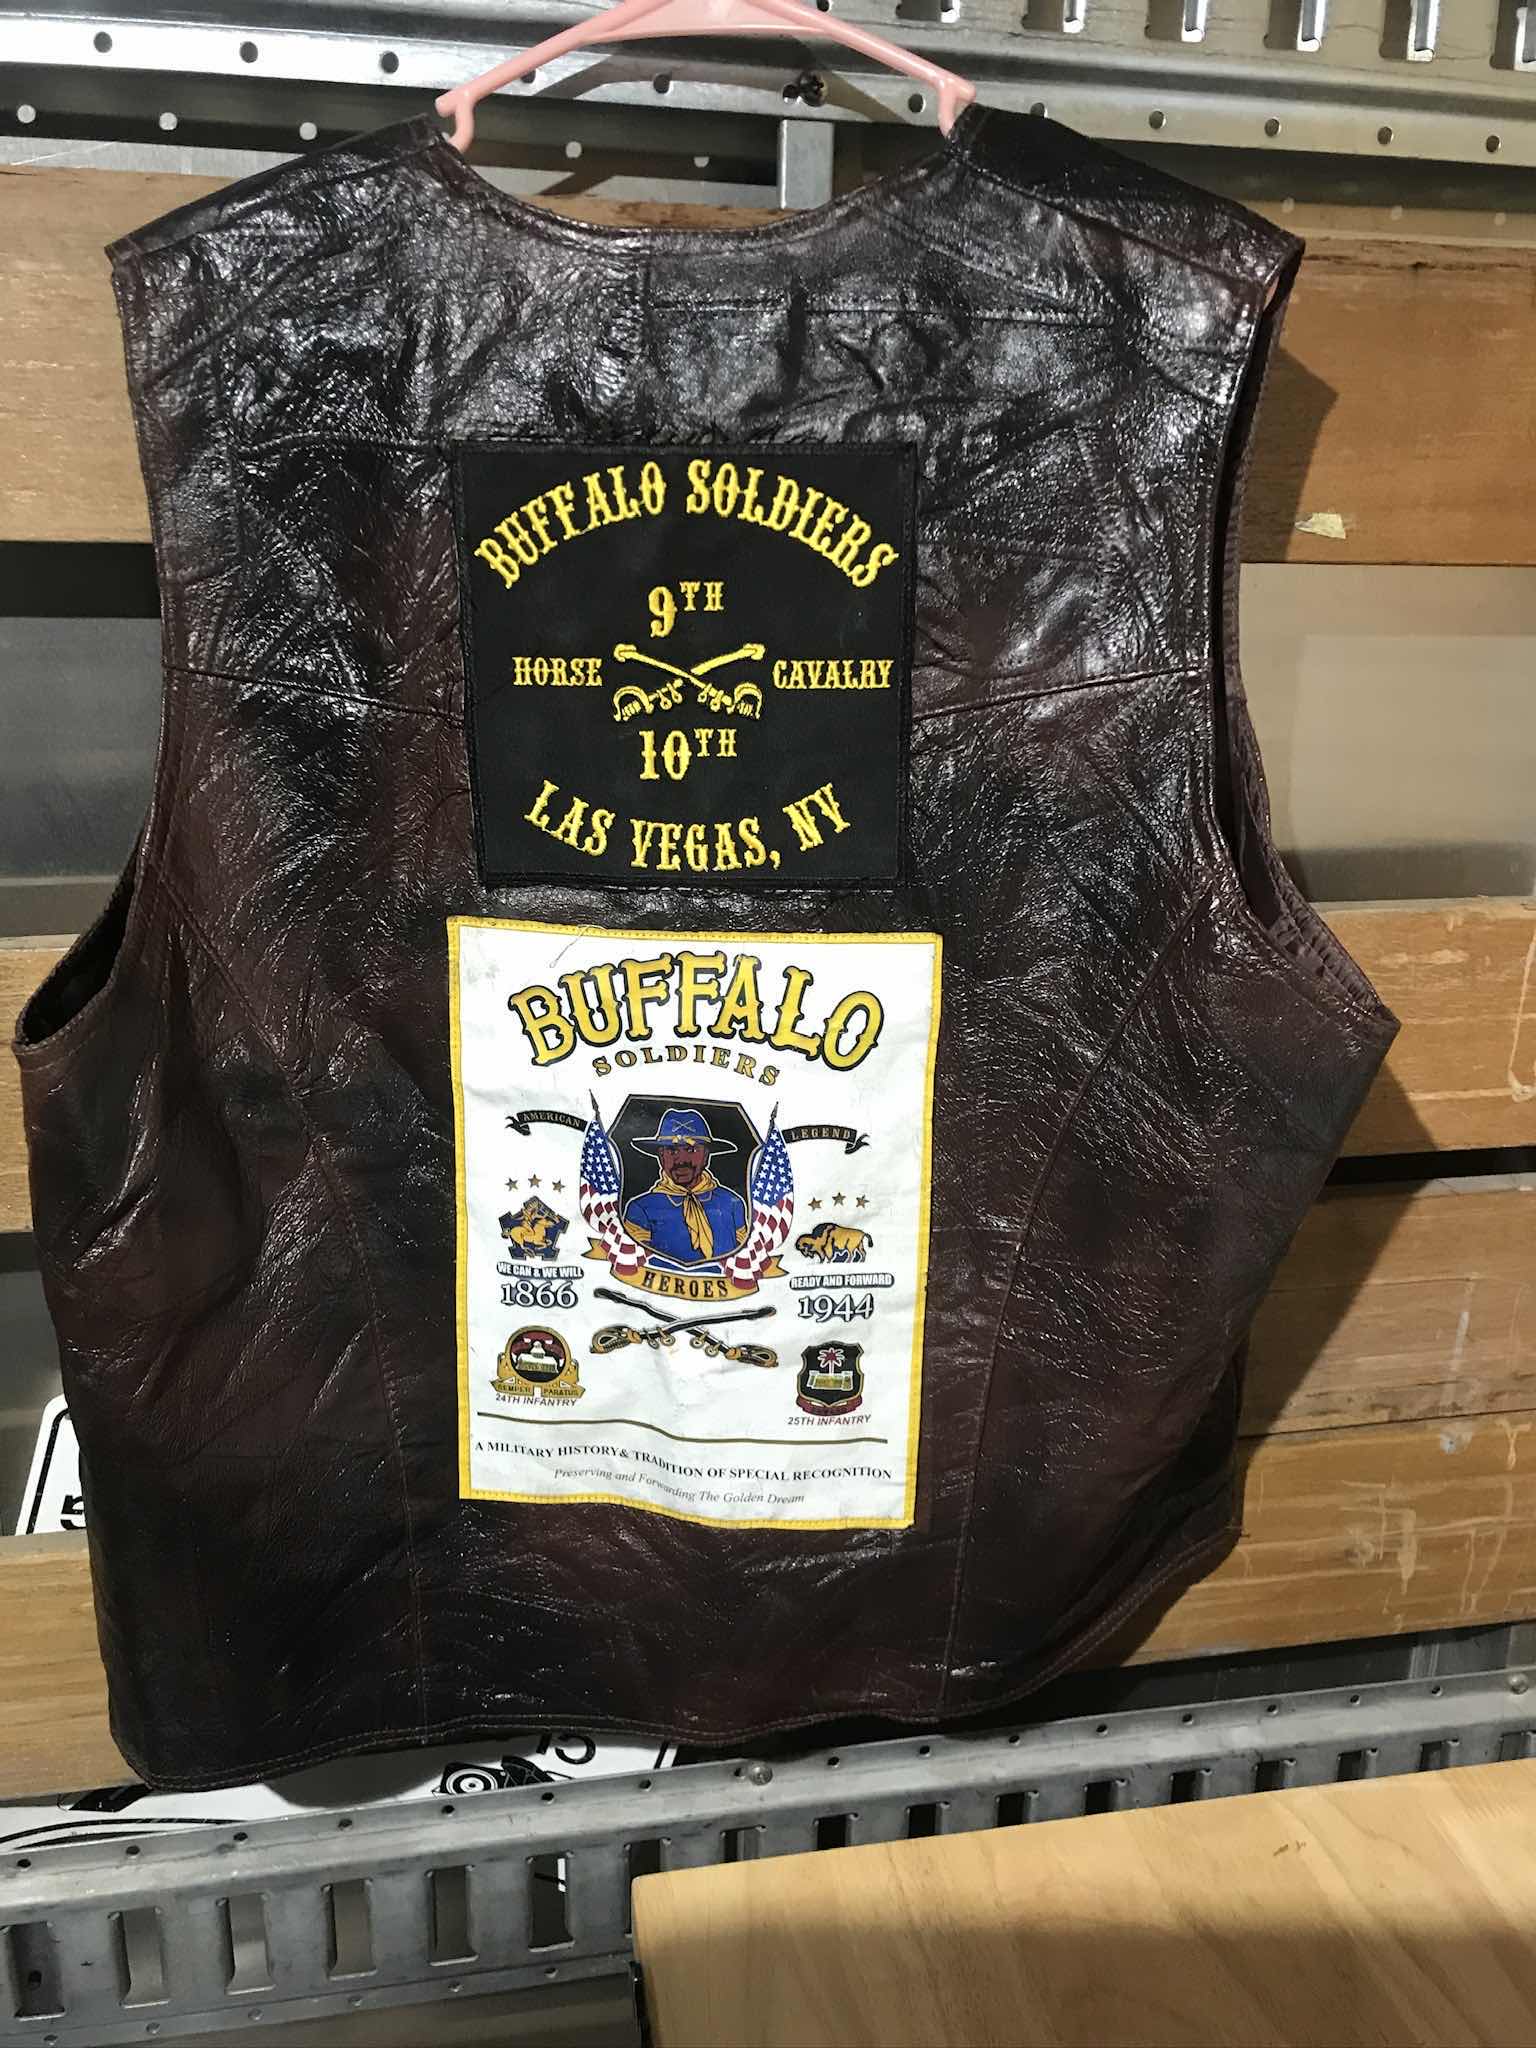 BUFFALO SOLDIERS
9TH
HORSE CAVALRY
10TH
LAS VEGAS, NV
BUFFALO
SOLDIERS
AMERICAN LEGEND
HEROES
WE CAN & WE WILL
1866
READY AND FORWARD
1944
SEMPER PARATUS
24TH INFANTRY
25TH INFANTRY
A MILITARY HISTORY & TRADITION OF SPECIAL RECOGNITION
Preserving and Forwarding The Golden Dream